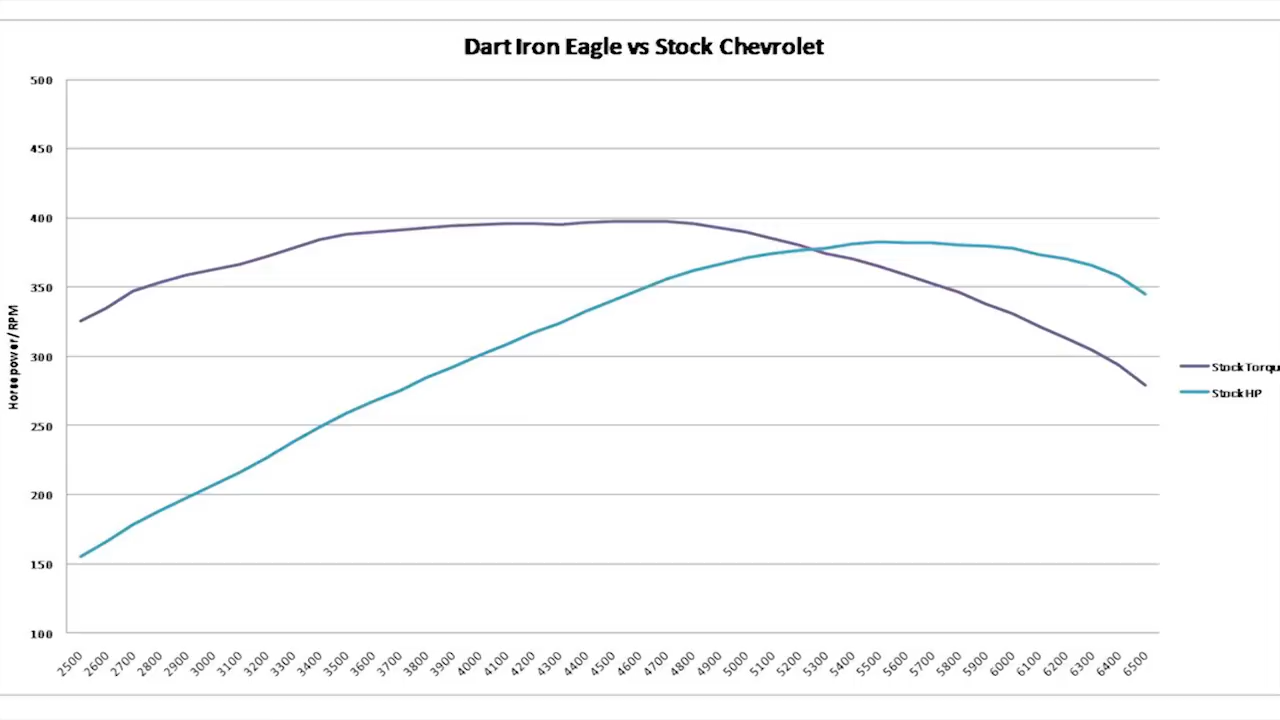 Dart Iron Eagle vs Stock Chevrolet
500
450
400
350
300
250
200
150
100
Horsepower/ RPM
2500 2600 2700 2800 2900 3000 3100 3200 3300 3400 3500 3600 3700 3800 3900 4000 4100 4200 4300 4400 4500 4600 4700 4800 4900 5000 5100 5200 5300 5400 5500 5600 5700 5800 5900 6000 6100 6200 6300 6400 6500
Stock Torqu
Stock HP